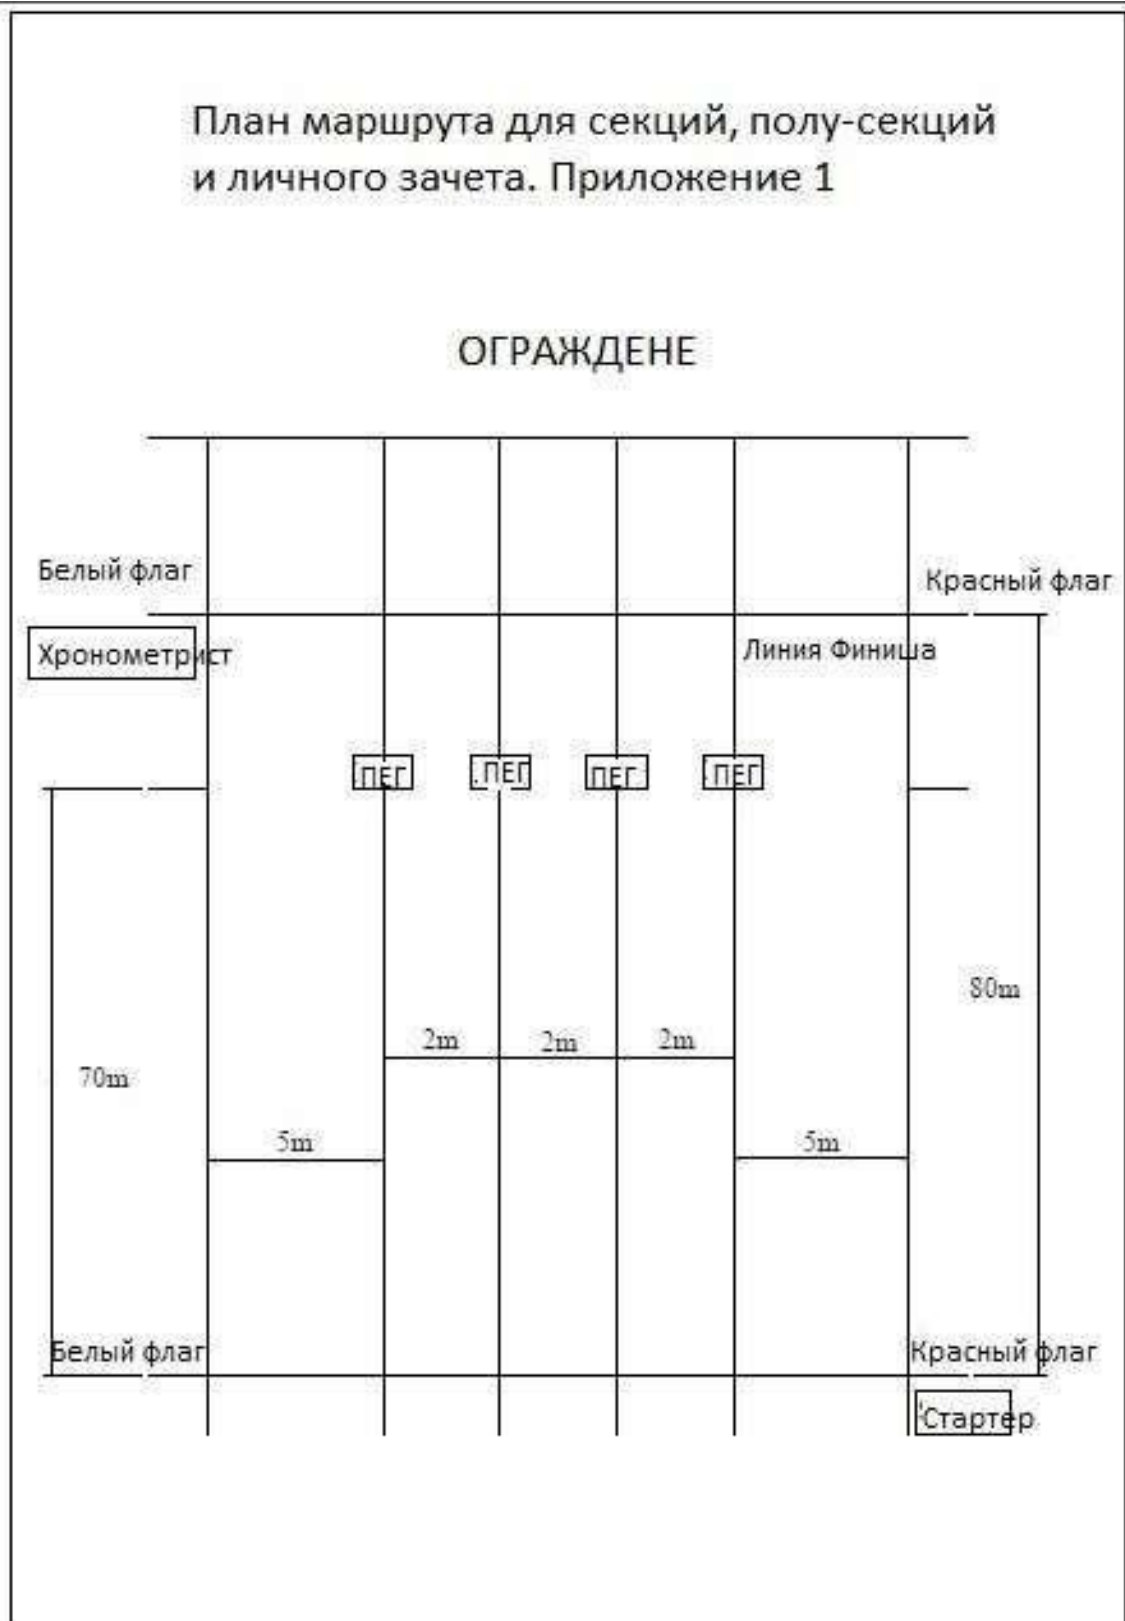 План маршрута для секций, полу-секций
и личного зачета. Приложение 1
ОГРАЖДЕНЕ
Белый флаг
Красный флаг
Хронометрист
Линия Финиша
ПЕГ ПЕГ ПЕГ ПЕГ
80m
2m 2m 2m
70m
5m 5m
Белый флаг Красный флаг
Стартер